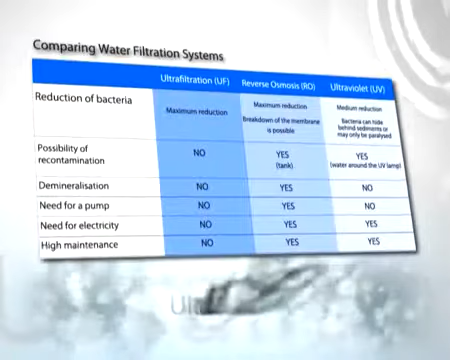 Comparing Water Filtration Systems
Ultrafiltration (UF) Reverse Osmosis (RO) Ultraviolet (UV)
Reduction of bacteria
Maximum reduction
Maximum reduction
Breakdown of the membrane
is possible
Medium reduction
Bacteria can hide
behind sediments or
may only be paralysed
Possibility of
recontamination
NO
YES
(tank)
YES
(water around the UV lamp)
Demineralisation NO YES NO
Need for a pump NO YES NO
Need for electricity NO YES YES
High maintenance NO YES YES